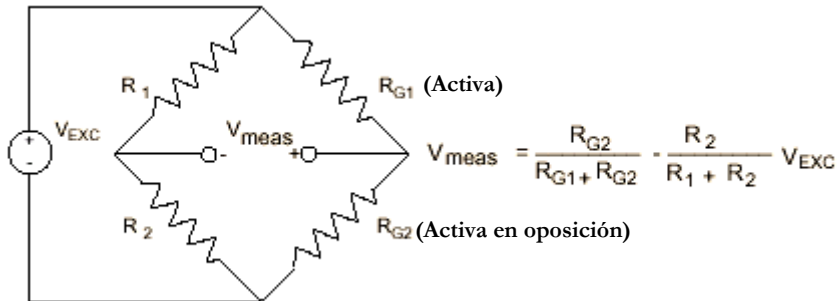 R1
RG1 (Activa)
+
-
VEXC
- Vmeas +
Vmeas = RG2 / RG1 + RG2 - R2 / R1 + R2 VEXC
R2
RG2 (Activa en oposición)